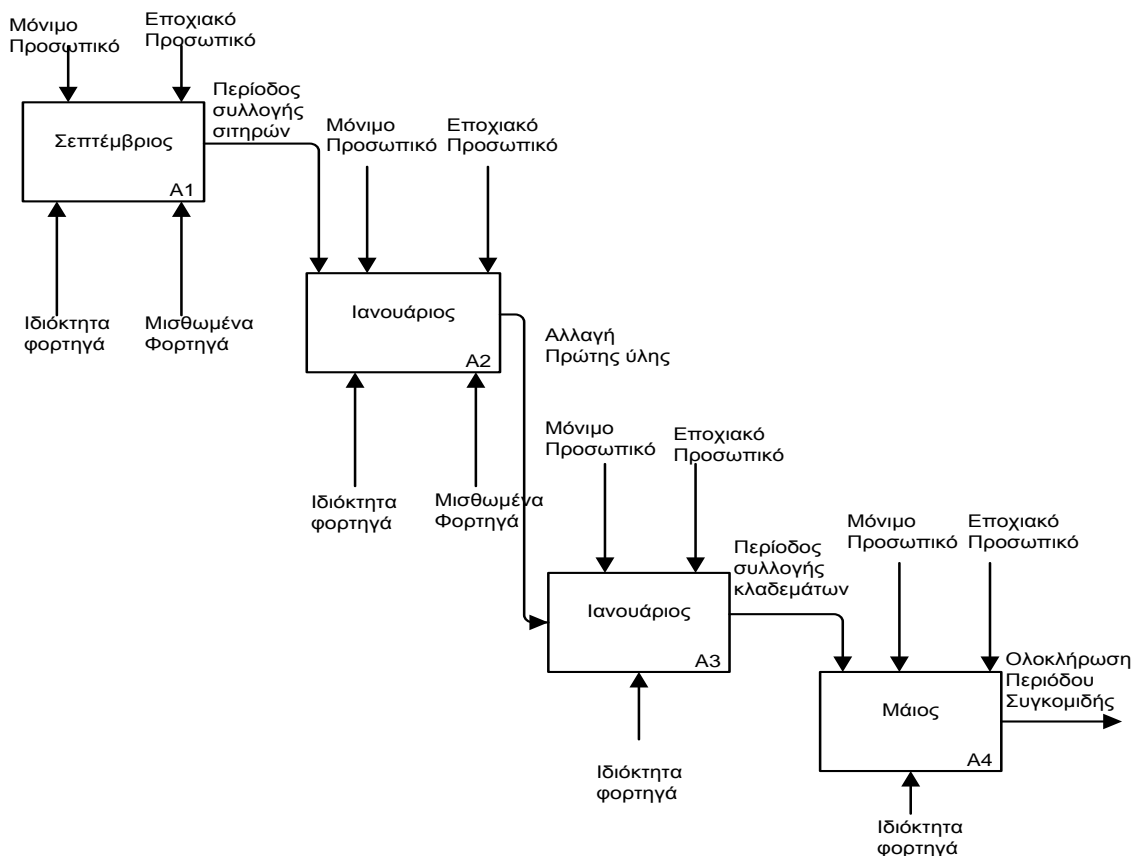 Μόνιμο
Προσωπικό
Εποχιακό
Προσωπικό
Σεπτέμβριος
A1
Περίοδος
συλλογής
σιτηρών
Ιδιόκτητα
φορτηγά
Μισθωμένα
Φορτηγά
Μόνιμο
Προσωπικό
Εποχιακό
Προσωπικό
Ιανουάριος
A2
Αλλαγή
Πρώτης ύλης
Ιδιόκτητα
φορτηγά
Μισθωμένα
Φορτηγά
Μόνιμο
Προσωπικό
Εποχιακό
Προσωπικό
Ιανουάριος
A3
Περίοδος
συλλογής
κλαδεμάτων
Ιδιόκτητα
φορτηγά
Μόνιμο
Προσωπικό
Εποχιακό
Προσωπικό
Μάιος
A4
Ολοκλήρωση
Περιόδου
Συγκομιδής
Ιδιόκτητα
φορτηγά